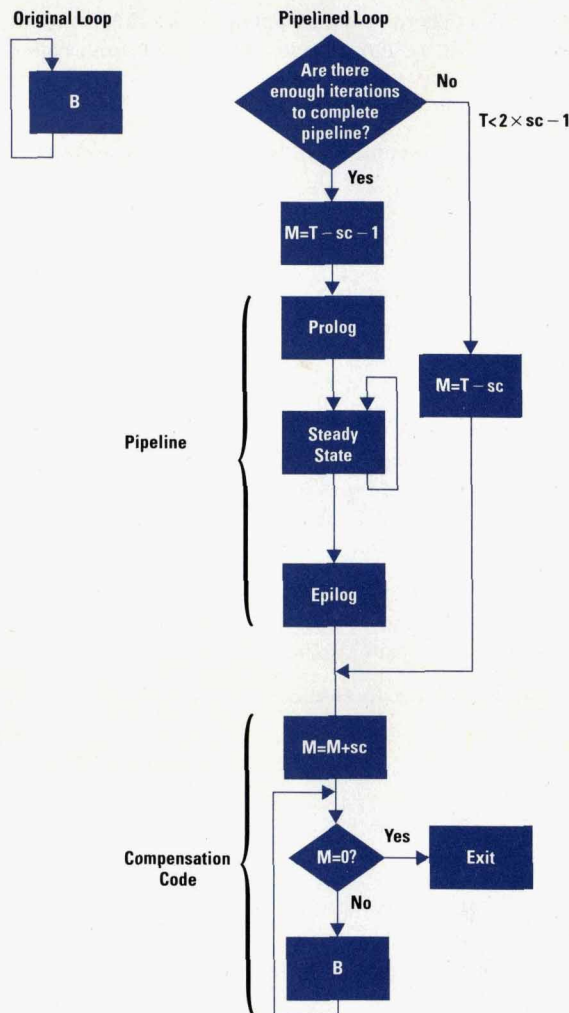 Original Loop
Pipelined Loop
B
Are there
enough iterations
to complete
pipeline?
No
T<2 × sc – 1
Yes
M=T – sc – 1
Prolog
M=T – sc
Pipeline
Steady
State
Epilog
M=M+sc
Compensation
Code
M=0?
Yes
Exit
No
B